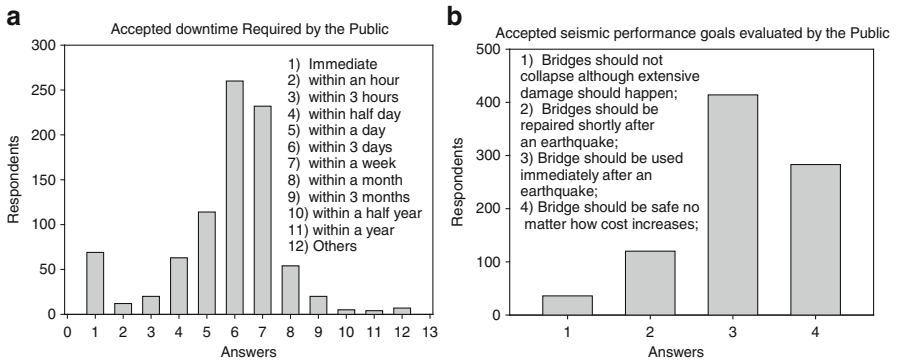 a
Accepted downtime Required by the Public
300
250
200
150
100
50
0
Respondents
1) Immediate
2) within an hour
3) within 3 hours
4) within half day
5) within a day
6) within 3 days
7) within a week
8) within a month
9) within 3 months
10) within a half year
11) within a year
12) Others
0 1 2 3 4 5 6 7 8 9 10 11 12 13
Answers
b
Accepted seismic performance goals evaluated by the Public
500
400
300
200
100
0
Respondents
1) Bridges should not
collapse although extensive
damage should happen;
2) Bridges should be
repaired shortly after
an earthquake;
3) Bridge should be used
immediately after an
earthquake;
4) Bridge should be safe no
matter how cost increases;
1 2 3 4
Answers